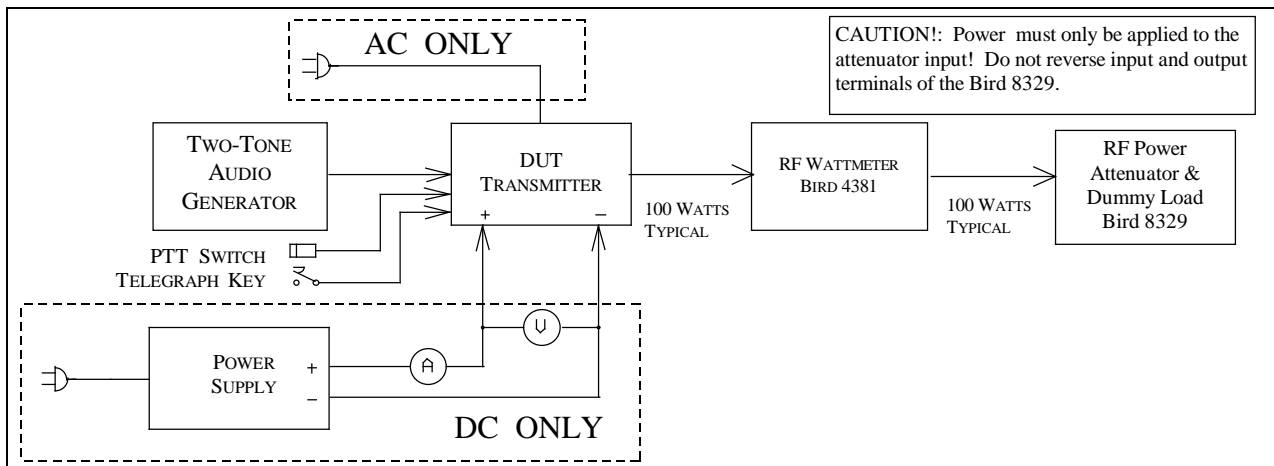 AC ONLY
CAUTION!: Power must only be applied to the
attenuator input! Do not reverse input and output
terminals of the Bird 8329.
TWO-TONE
AUDIO
GENERATOR
DUT
TRANSMITTER
+ −
RF WATTMETER
BIRD 4381
RF Power
Attenuator &
Dummy Load
Bird 8329
100 WATTS
TYPICAL
100 WATTS
TYPICAL
PTT SWITCH
TELEGRAPH KEY
V
POWER
SUPPLY
+
−
A
DC ONLY